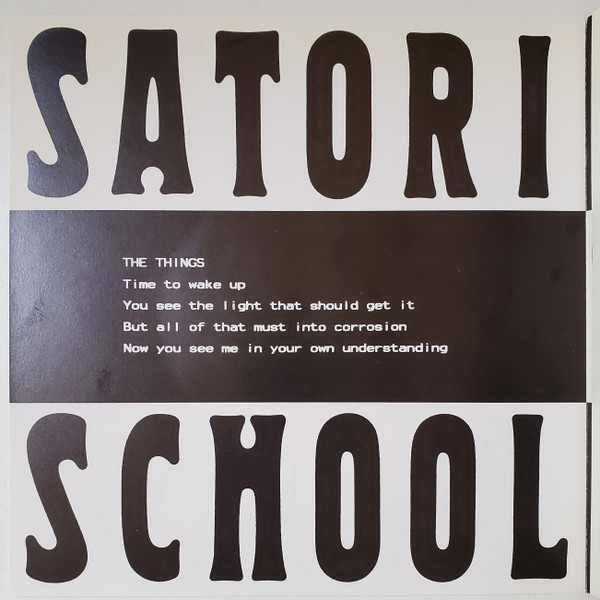 SATORI
THE THINGS
Time to wake up
You see the light that should get it
But all of that must into corrosion
Now you see me in your own understanding
SCHOOL